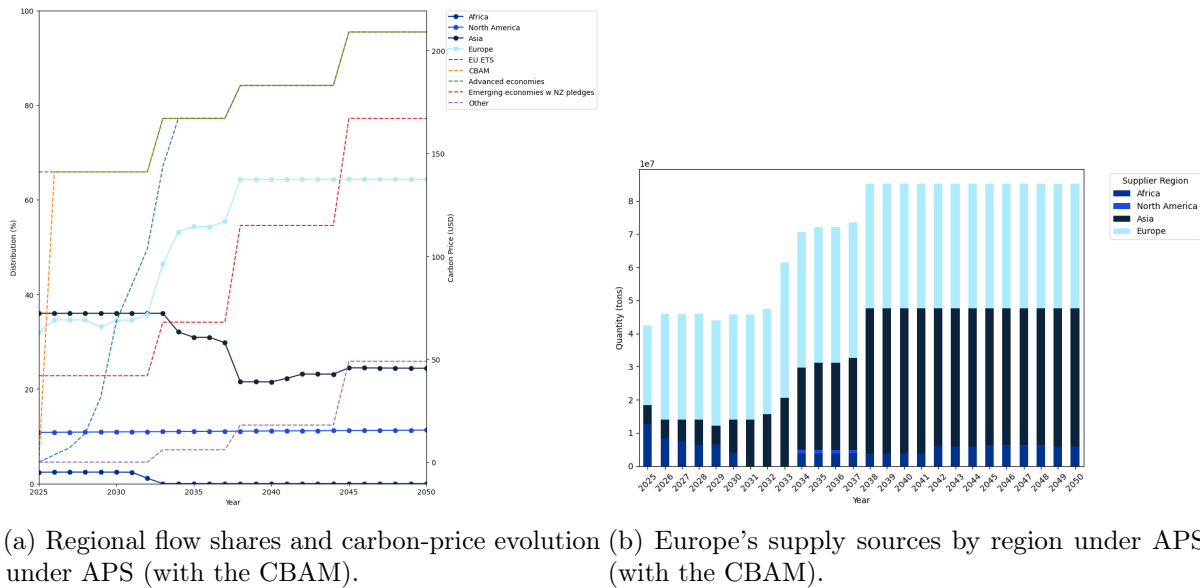 100
80
60
40
20
0
Distribution (%)
2025
2030
2035
2040
2045
2050
Year
200
150
100
50
0
Carbon Price (USD)
Africa
North America
Asia
Europe
EU ETS
CBAM
Advanced economies
Emerging economies w NZ pledges
Other
1e7
8
7
6
5
4
3
2
1
0
Quantity (tons)
2025 2026 2027 2028 2029 2030 2031 2032 2033 2034 2035 2036 2037 2038 2039 2040 2041 2042 2043 2044 2045 2046 2047 2048 2049 2050
Year
Supplier Region
Africa
North America
Asia
Europe
(a) Regional flow shares and carbon-price evolution
under APS (with the CBAM).
(b) Europe's supply sources by region under APS
(with the CBAM).